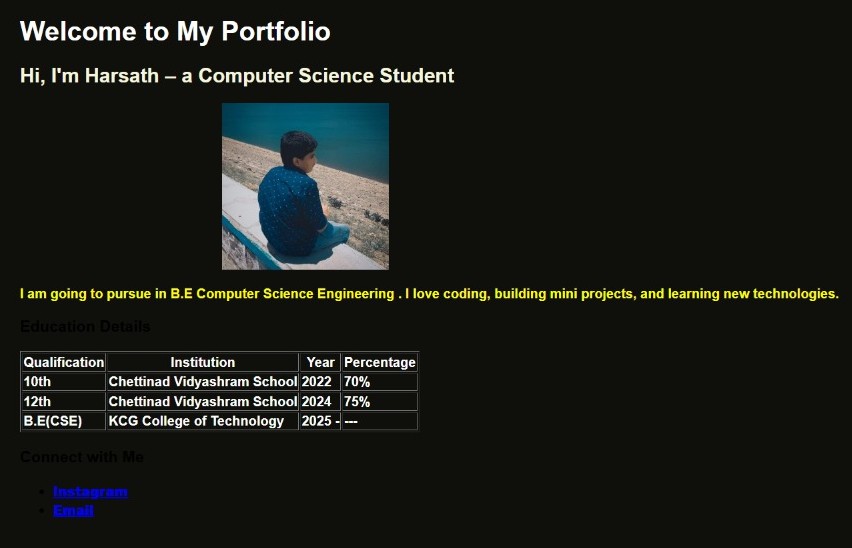 Welcome to My Portfolio
Hi, I'm Harsath – a Computer Science Student
I am going to pursue in B.E Computer Science Engineering . I love coding, building mini projects, and learning new technologies.
Education Details
Qualification Institution Year Percentage
10th Chettinad Vidyashram School 2022 70%
12th Chettinad Vidyashram School 2024 75%
B.E(CSE) KCG College of Technology 2025 - ---
Connect with Me
Instagram
Email